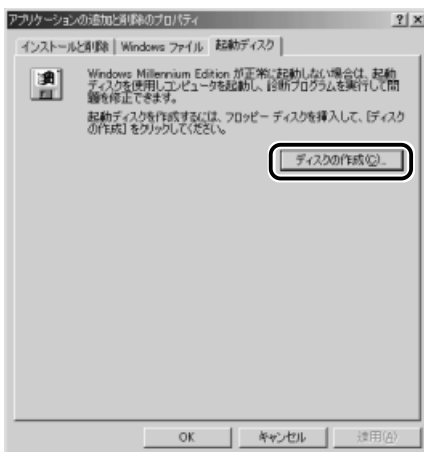 アプリケーションの追加と削除のプロパティ
? ×
インストールと削除 Windows ファイル 起動ディスク
Windows Millennium Edition が正常に起動しない場合は、起動
ディスクを使用しコンピュータを起動し、診断プログラムを実行して問
題を修正できます。
起動ディスクを作成するには、フロッピー ディスクを挿入して、[ディスク
の作成] をクリックしてください。
ディスクの作成(C)...
OK キャンセル 適用(A)